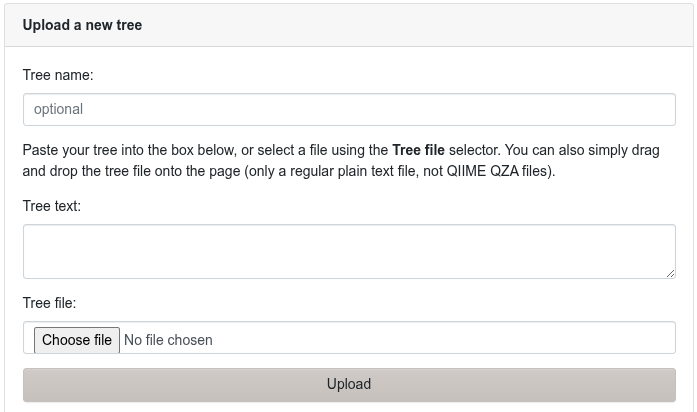 Upload a new tree
Tree name:
optional
Paste your tree into the box below, or select a file using the Tree file selector. You can also simply drag
and drop the tree file onto the page (only a regular plain text file, not QIIME QZA files).
Tree text:
Tree file:
Choose file No file chosen
Upload